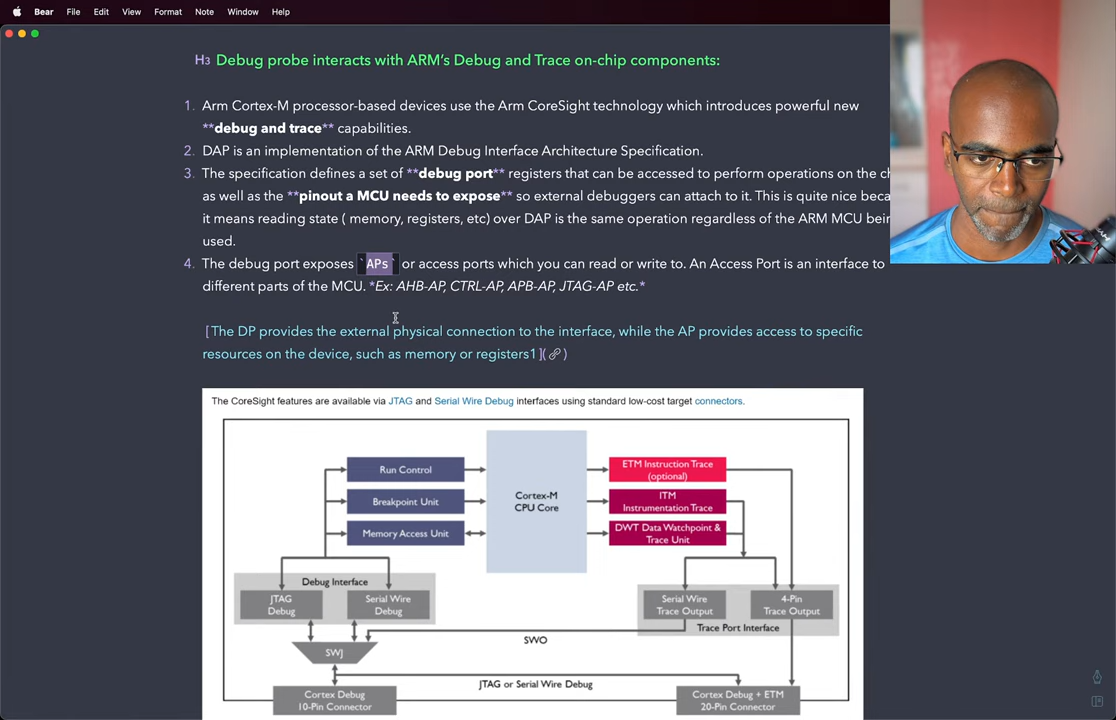 Bear File Edit View Format Note Window Help
H3 Debug probe interacts with ARM's Debug and Trace on-chip components:
1. Arm Cortex-M processor-based devices use the Arm CoreSight technology which introduces powerful new
**debug and trace** capabilities.
2. DAP is an implementation of the ARM Debug Interface Architecture Specification.
3. The specification defines a set of **debug port** registers that can be accessed to perform operations on the
as well as the **pinout a MCU needs to expose** so external debuggers can attach to it. This is quite nice
it means reading state ( memory, registers, etc) over DAP is the same operation regardless of the ARM MCU
used.
4. The debug port exposes `APs` or access ports which you can read or write to. An Access Port is an interface to
different parts of the MCU. *Ex: AHB-AP, CTRL-AP, APB-AP, JTAG-AP etc.*
[The DP provides the external physical connection to the interface, while the AP provides access to specific
resources on the device, such as memory or registers1]( )
The CoreSight features are available via JTAG and Serial Wire Debug interfaces using standard low-cost target connectors.
Run Control
Breakpoint Unit
Memory Access Unit
Cortex-M
CPU Core
ETM Instruction Trace
(optional)
ITM
Instrumentation Trace
DWT Data Watchpoint &
Trace Unit
Debug Interface
JTAG
Debug
Serial Wire
Debug
Serial Wire
Trace Output
4-Pin
Trace Output
Trace Port Interface
SWO
SWJ
JTAG or Serial Wire Debug
Cortex Debug
10-Pin Connector
Cortex Debug + ETM
20-Pin Connector